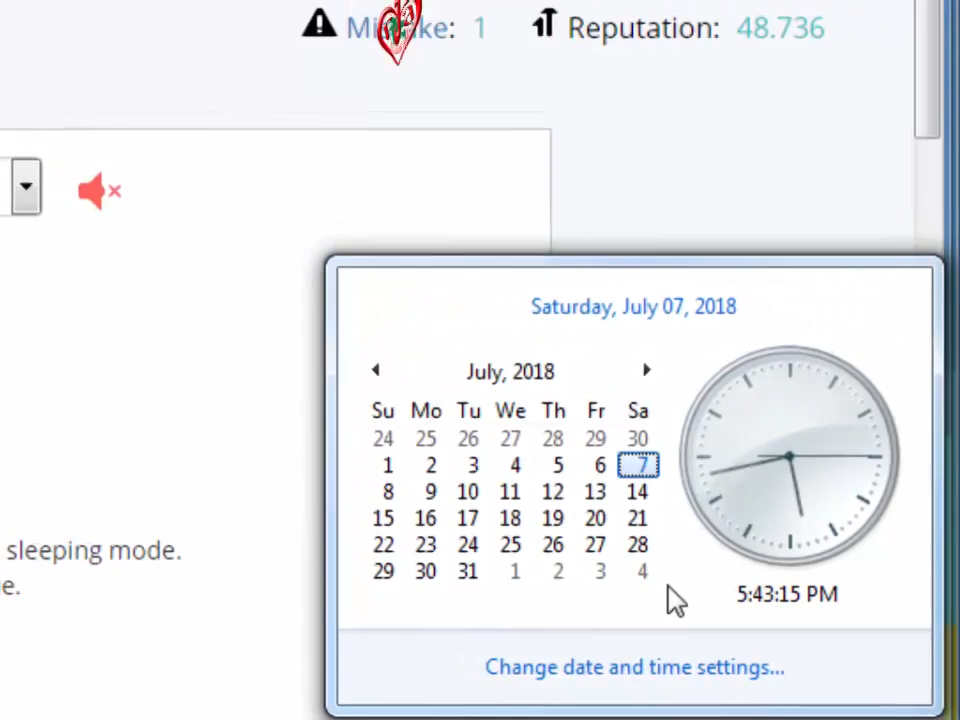 Mistake: 1 Reputation: 48.736
Saturday, July 07, 2018
July, 2018
Su Mo Tu We Th Fr Sa
24 25 26 27 28 29 30
1 2 3 4 5 6 7
8 9 10 11 12 13 14
15 16 17 18 19 20 21
22 23 24 25 26 27 28
29 30 31 1 2 3 4
sleeping mode.
e.
5:43:15 PM
Change date and time settings...